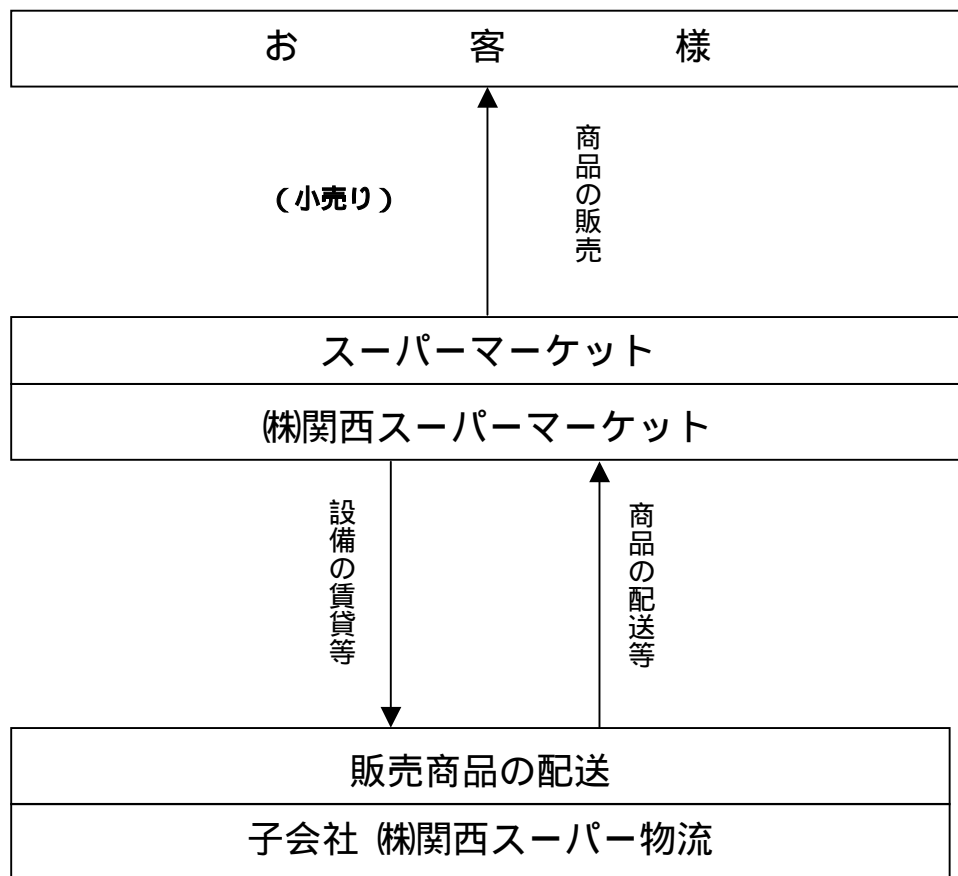 お客様
商品の販売
(小売り)
スーパーマーケット
㈱関西スーパーマーケット
設備の賃貸等
商品の配送等
販売商品の配送
子会社 ㈱関西スーパー物流